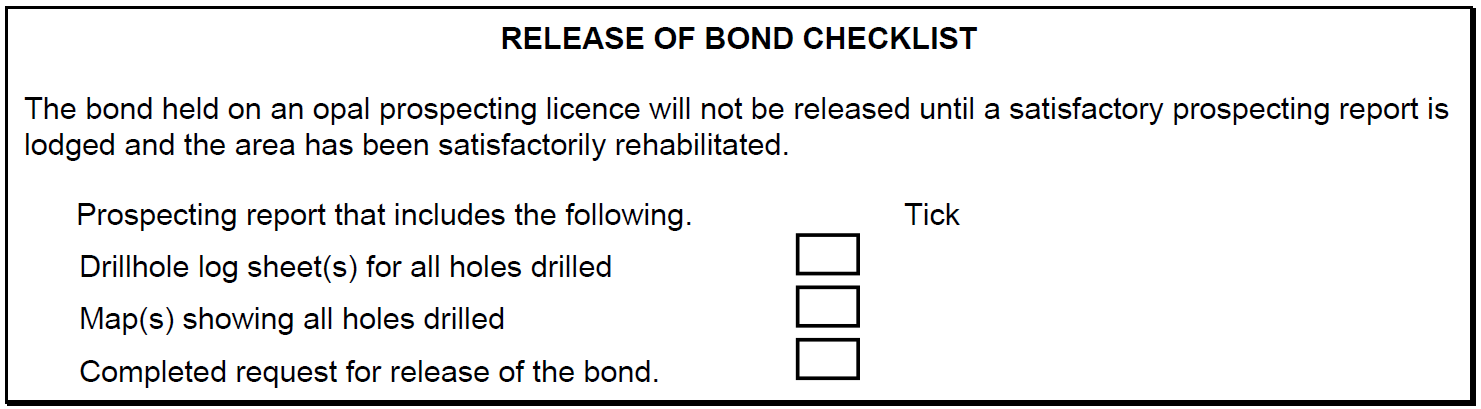 RELEASE OF BOND CHECKLIST
The bond held on an opal prospecting licence will not be released until a satisfactory prospecting report is
lodged and the area has been satisfactorily rehabilitated.
Prospecting report that includes the following. Tick
Drillhole log sheet(s) for all holes drilled
Map(s) showing all holes drilled
Completed request for release of the bond.